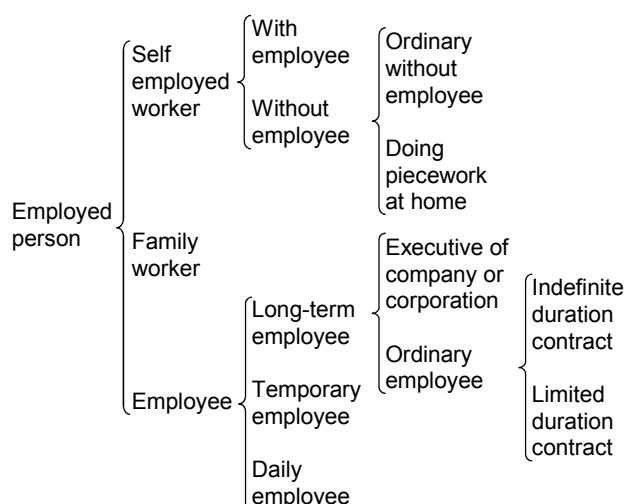 Employed
person
Self
employed
worker
With
employee
Without
employee
Ordinary
without
employee
Doing
piecework
at home
Family
worker
Employee
Long-term
employee
Executive of
company or
corporation
Ordinary
employee
Indefinite
duration
contract
Limited
duration
contract
Temporary
employee
Daily
employee